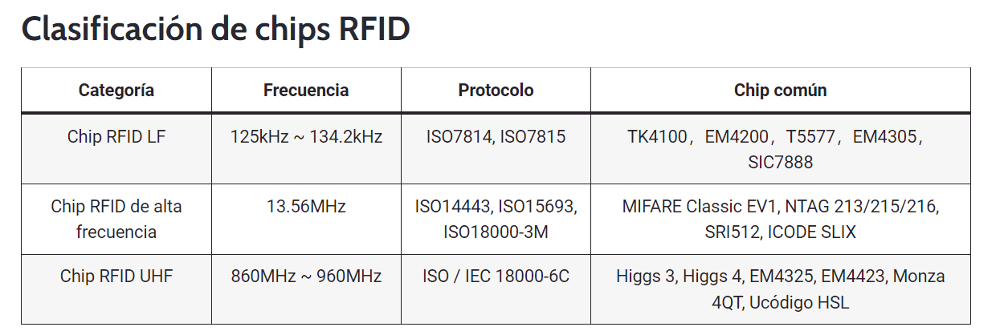 Clasificación de chips RFID
Categoría Frecuencia Protocolo Chip común
Chip RFID LF 125kHz ~ 134.2kHz ISO7814, ISO7815 TK4100，EM4200，T5577，EM4305，
SIC7888
Chip RFID de alta 13.56MHz ISO14443, ISO15693, MIFARE Classic EV1, NTAG 213/215/216,
frecuencia ISO18000-3M SRI512, ICODE SLIX
Chip RFID UHF 860MHz ~ 960MHz ISO / IEC 18000-6C Higgs 3, Higgs 4, EM4325, EM4423, Monza
4QT, Ucódigo HSL